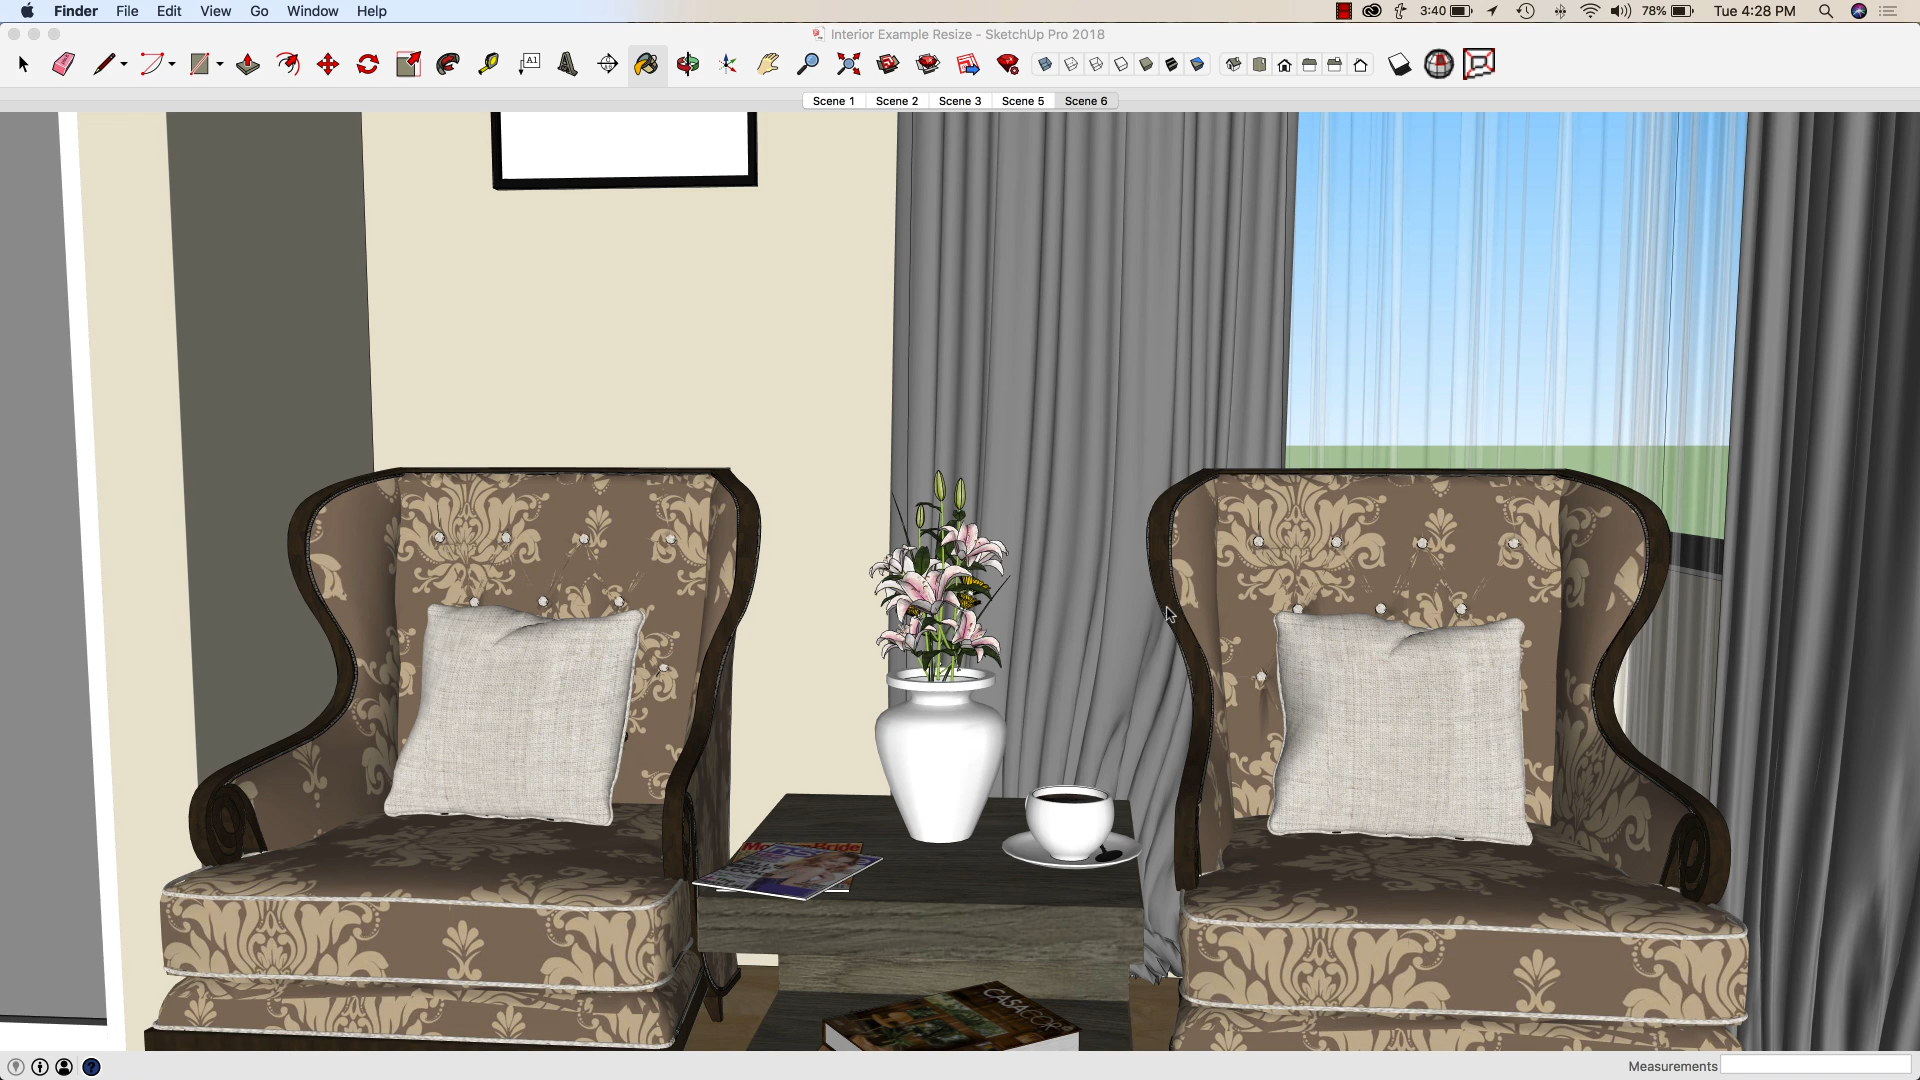 Finder File Edit View Go Window Help 3:40 78% Tue 4:28 PM
Interior Example Resize - SketchUp Pro 2018
A1
Scene 1 Scene 2 Scene 3 Scene 5 Scene 6
Bride
CASACOR
Measurements